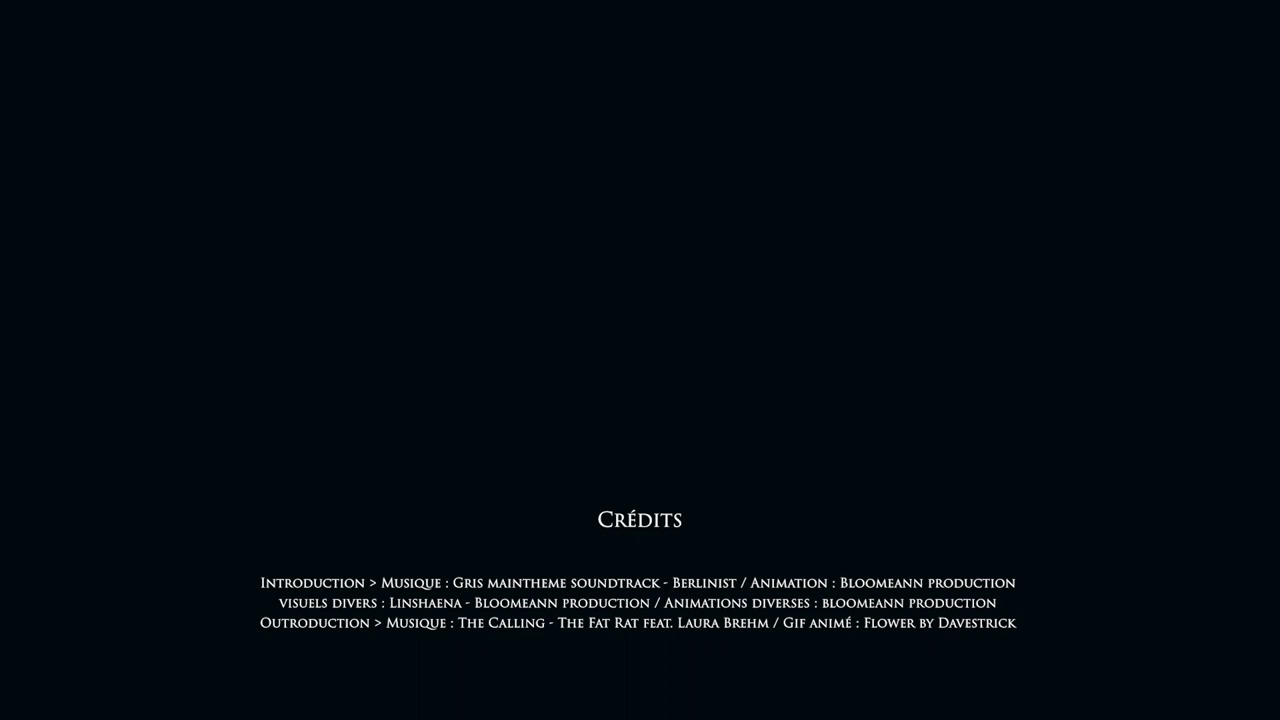 Crédits
Introduction > Musique : Gris maintheme soundtrack - Berlinist / Animation : Bloomeann production
visuels divers : Linshaena - Bloomeann production / Animations diverses : bloomeann production
Outroduction > Musique : The Calling - The Fat Rat feat. Laura Brehm / Gif animé : Flower by Davestrick